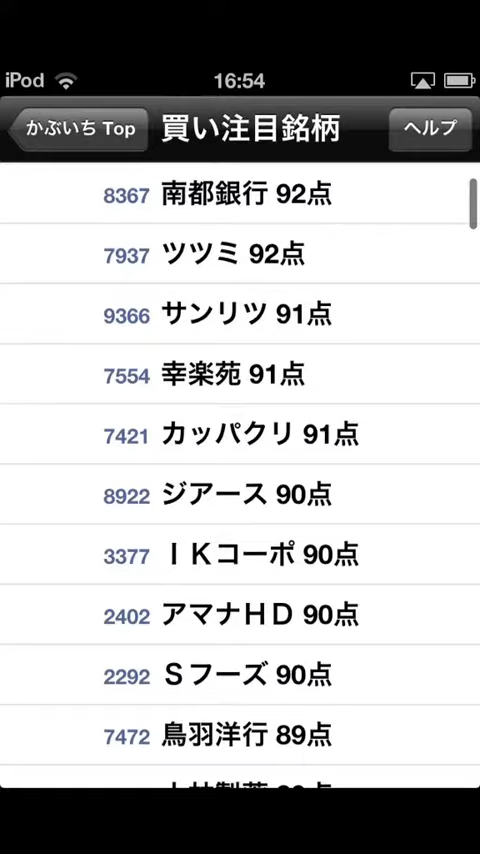 iPod 16:54
かぶいち Top 買い注目銘柄 ヘルプ
8367 南都銀行 92点
7937 ツツミ 92点
9366 サンリツ 91点
7554 幸楽苑 91点
7421 カッパクリ 91点
8922 ジアース 90点
3377 ＩＫコーポ 90点
2402 アマナＨＤ 90点
2292 Ｓフーズ 90点
7472 鳥羽洋行 89点